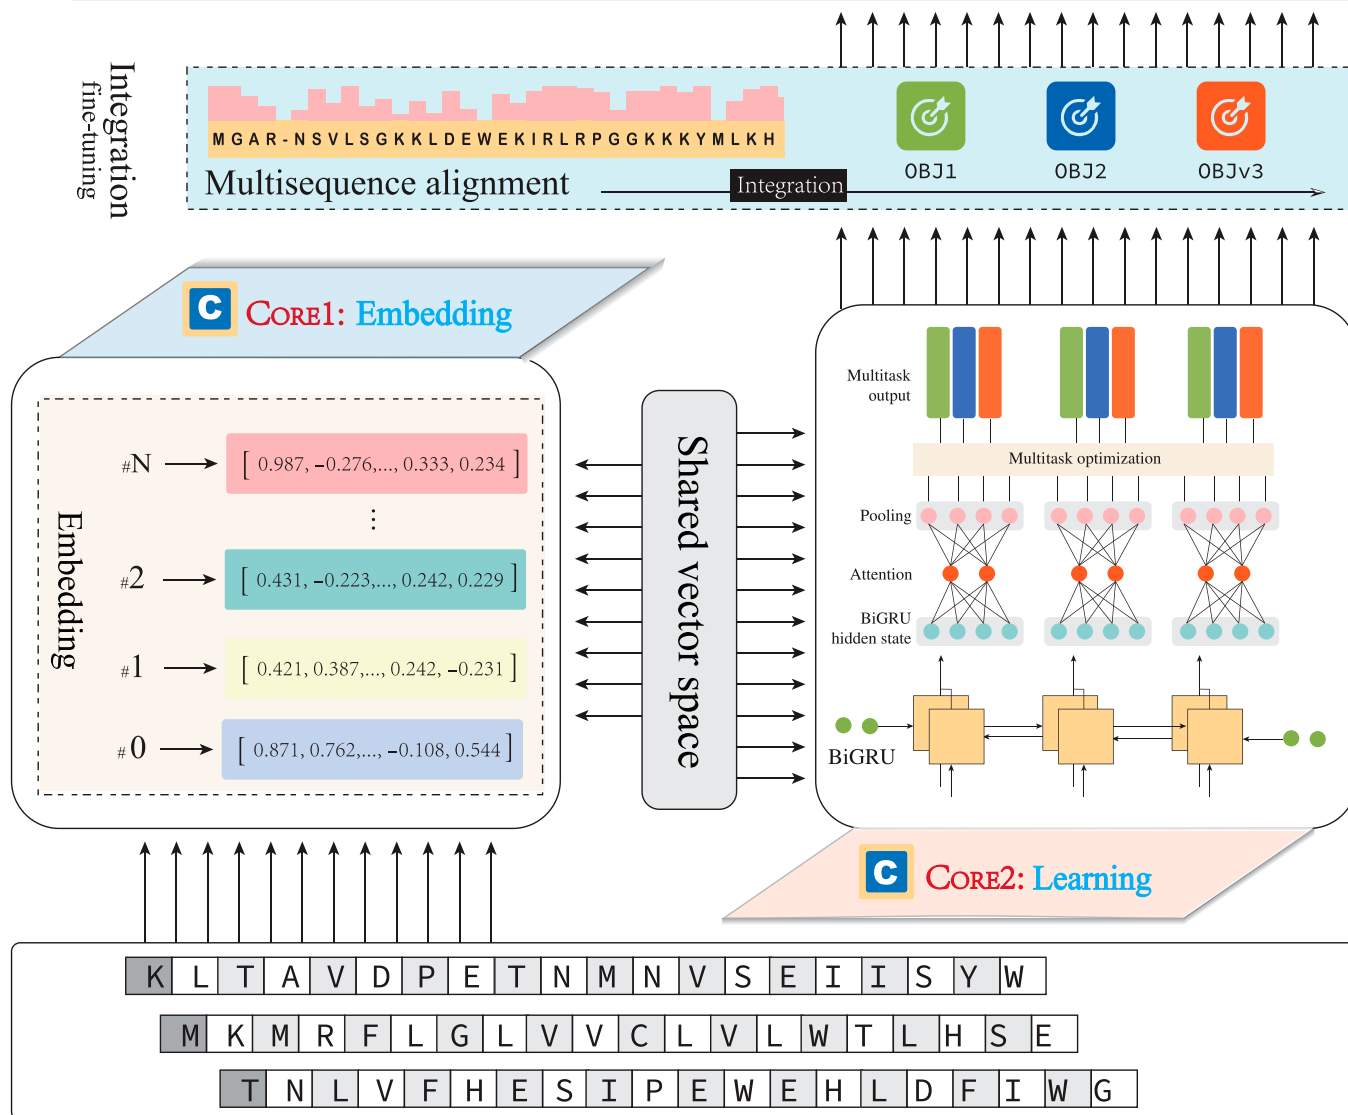 Integration
fine-tuning
MGAR-NSVLSGKKLDEWEKIRLRPGGKKKYMLKH
Multisequence alignment
Integration
OBJ1
OBJ2
OBJv3
C
CORE1: Embedding
Embedding
#N
[ 0.987, –0.276,..., 0.333, 0.234 ]
⋮
#2
[ 0.431, –0.223,..., 0.242, 0.229 ]
#1
[ 0.421, 0.387,..., 0.242, –0.231 ]
#0
[ 0.871, 0.762,..., –0.108, 0.544 ]
Shared vector space
Multitask
output
Multitask optimization
Pooling
Attention
BiGRU
hidden state
BiGRU
C
CORE2: Learning
K L T A V D P E T N M N V S E I I S Y W
M K M R F L G L V V C L V L W T L H S E
T N L V F H E S I P E W E H L D F I W G